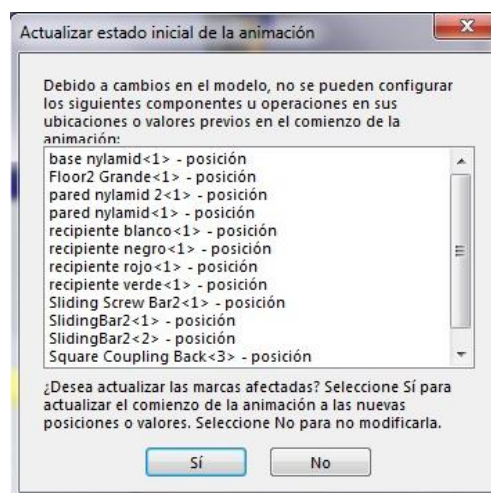 Actualizar estado inicial de la animación
Debido a cambios en el modelo, no se pueden configurar
los siguientes componentes u operaciones en sus
ubicaciones o valores previos en el comienzo de la
animación:
base nylamid<1> - posición
Floor2 Grande<1> - posición
pared nylamid 2<1> - posición
pared nylamid<1> - posición
recipiente blanco<1> - posición
recipiente negro<1> - posición
recipiente rojo<1> - posición
recipiente verde<1> - posición
Sliding Screw Bar2<1> - posición
SlidingBar2<1> - posición
SlidingBar2<2> - posición
Square Coupling Back<3> - posición
¿Desea actualizar las marcas afectadas? Seleccione Sí para
actualizar el comienzo de la animación a las nuevas
posiciones o valores. Seleccione No para no modificarla.
Sí No